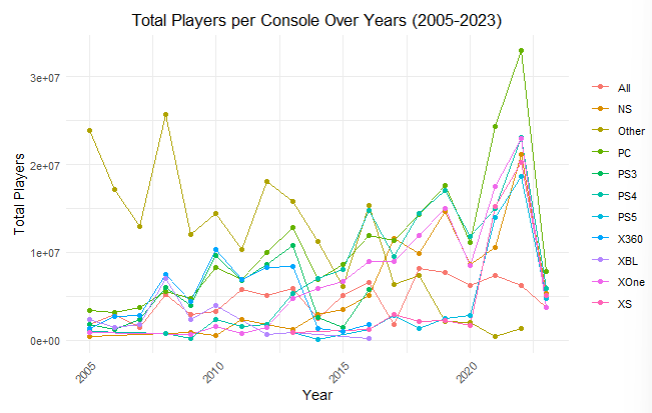 Total Players per Console Over Years (2005-2023)
Total Players
3e+07
2e+07
1e+07
0e+00
2005
2010
2015
2020
Year
All
NS
Other
PC
PS3
PS4
PS5
X360
XBL
XOne
XS